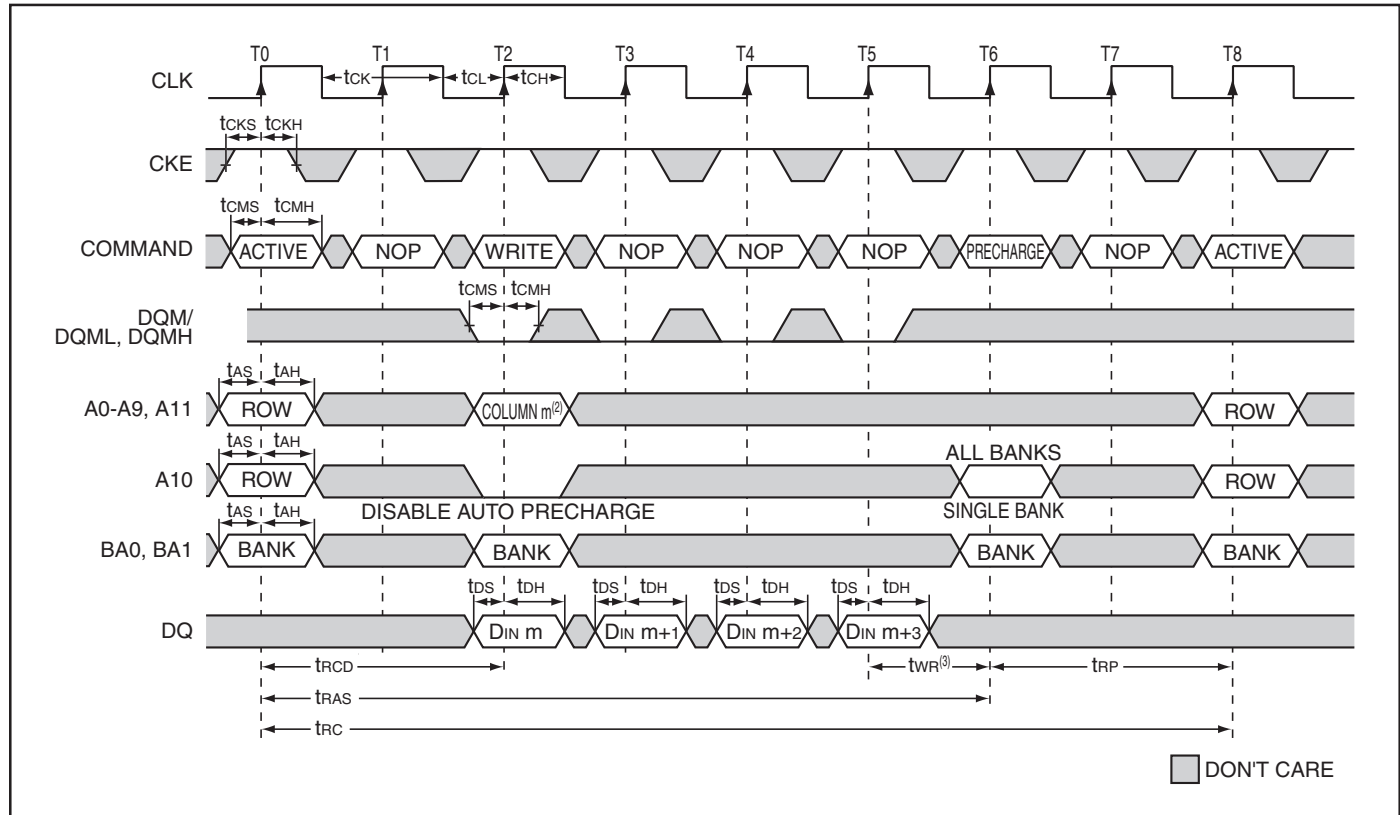 T0 T1 T2 T3 T4 T5 T6 T7 T8
CLK tCK tCL tCH
tCKS tCKH
CKE
tCMS tCMH
COMMAND ACTIVE NOP WRITE NOP NOP NOP PRECHARGE NOP ACTIVE
tCMS tCMH
DQM/
DQML, DQMH
tAS tAH
A0-A9, A11 ROW COLUMN m(2) ROW
tAS tAH ALL BANKS
A10 ROW ROW
DISABLE AUTO PRECHARGE SINGLE BANK
tAS tAH
BA0, BA1 BANK BANK BANK BANK
tDS tDH tDS tDH tDS tDH tDS tDH
DQ DIN m DIN m+1 DIN m+2 DIN m+3
tRCD tWR(3) tRP
tRAS
tRC
DON'T CARE